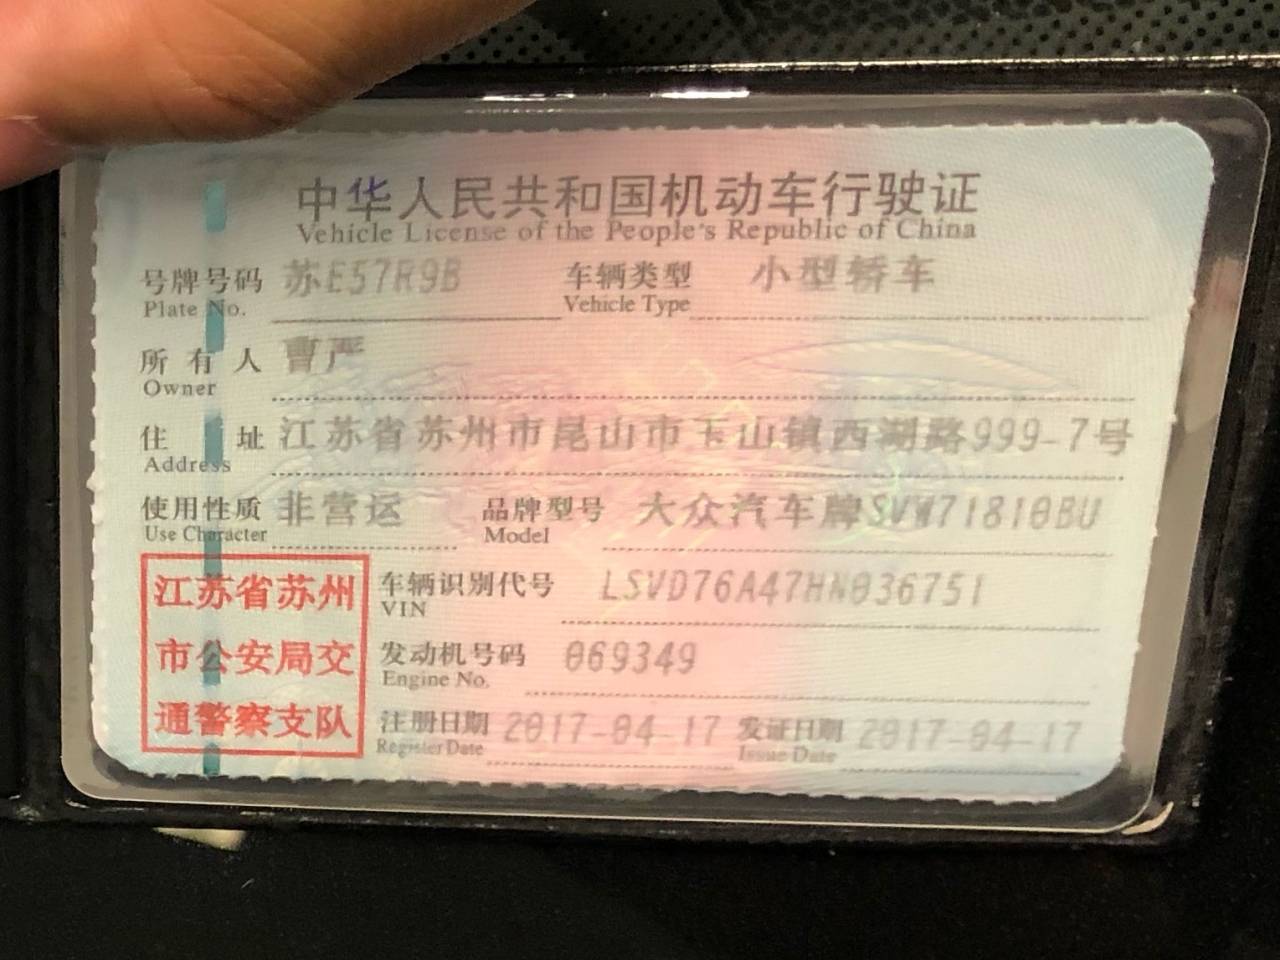 中华人民共和国机动车行驶证
Vehicle License of the People's Republic of China
号牌号码 苏E57R9B 车辆类型 小型轿车
Plate No. Vehicle Type
所有人 曹严
Owner
住址 江苏省苏州市昆山市玉山镇西湖路999-7号
Address
使用性质 非营运 品牌型号 大众汽车牌SVW71810BU
Use Character Model
江苏省苏州
市公安局交
通警察支队
车辆识别代号 LSVD76A47HN036751
VIN
发动机号码 069349
Engine No.
注册日期 2017-04-17 发证日期 2017-04-17
Register Date Issue Date